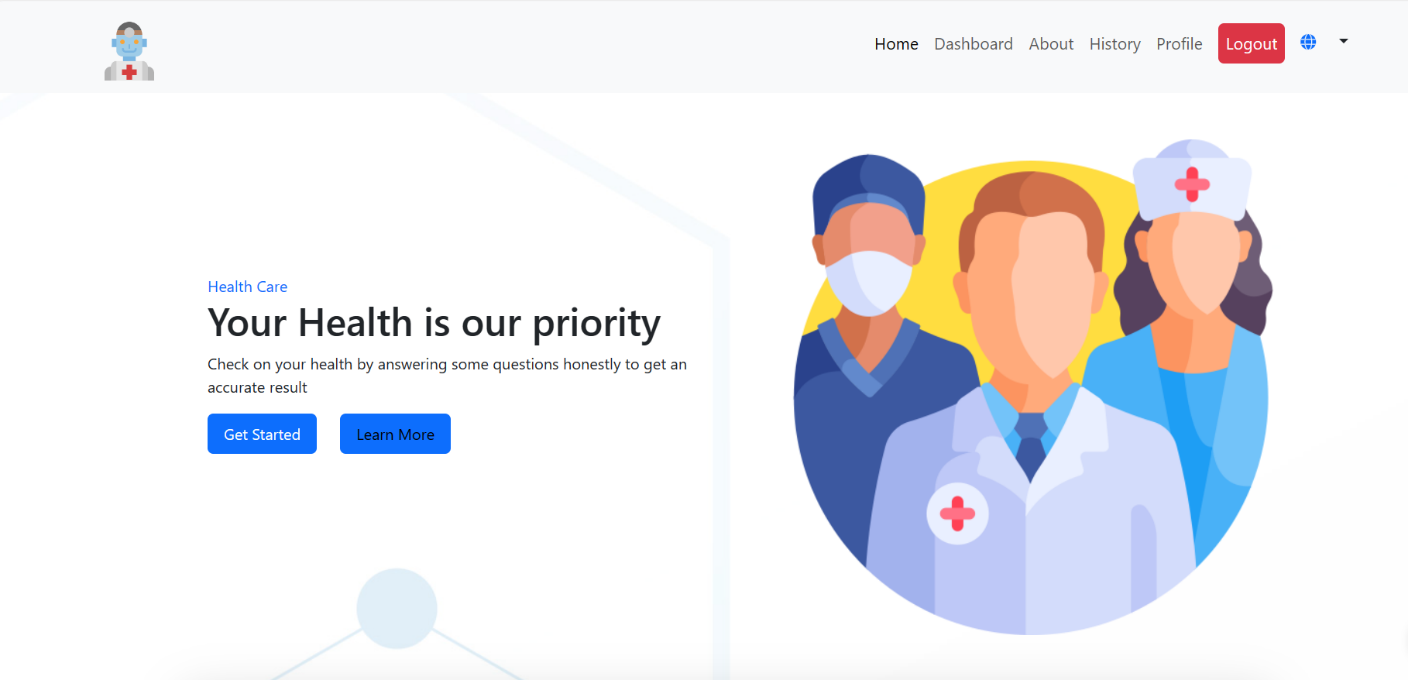 Home Dashboard About History Profile Logout
Health Care
Your Health is our priority
Check on your health by answering some questions honestly to get an
accurate result
Get Started Learn More